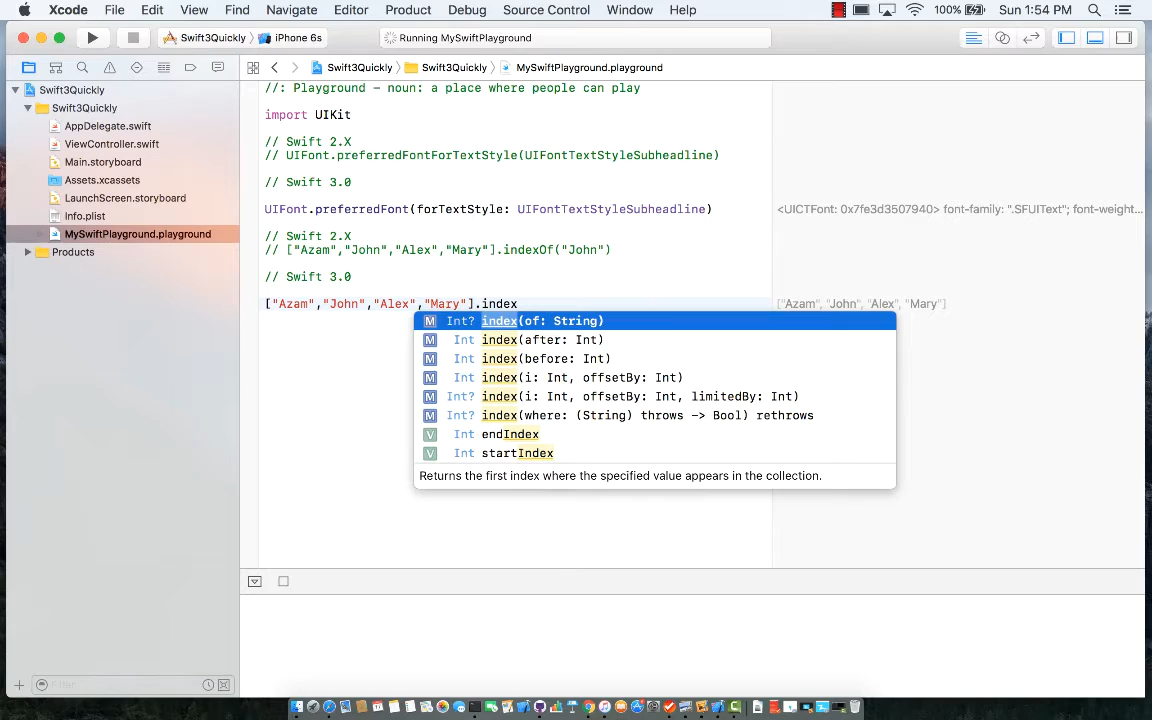 Xcode File Edit View Find Navigate Editor Product Debug Source Control Window Help 100% Sun 1:54 PM
Swift3Quickly iPhone 6s Running MySwiftPlayground
Swift3Quickly Swift3Quickly MySwiftPlayground.playground
Swift3Quickly
Swift3Quickly
AppDelegate.swift
ViewController.swift
Main.storyboard
Assets.xcassets
LaunchScreen.storyboard
Info.plist
MySwiftPlayground.playground
Products
Filter
//: Playground – noun: a place where people can play
import UIKit
// Swift 2.X
// UIFont.preferredFontForTextStyle(UIFontTextStyleSubheadline)
// Swift 3.0
UIFont.preferredFont(forTextStyle: UIFontTextStyleSubheadline)
<UICTFont: 0x7fe3d3507940> font-family: ".SFUIText"; font-weight...
// Swift 2.X
// ["Azam","John","Alex","Mary"].indexOf("John")
// Swift 3.0
["Azam","John","Alex","Mary"].index
["Azam", "John", "Alex", "Mary"]
M Int? index(of: String)
M Int index(after: Int)
M Int index(before: Int)
M Int index(i: Int, offsetBy: Int)
M Int? index(i: Int, offsetBy: Int, limitedBy: Int)
M Int? index(where: (String) throws -> Bool) rethrows
V Int endIndex
V Int startIndex
Returns the first index where the specified value appears in the collection.